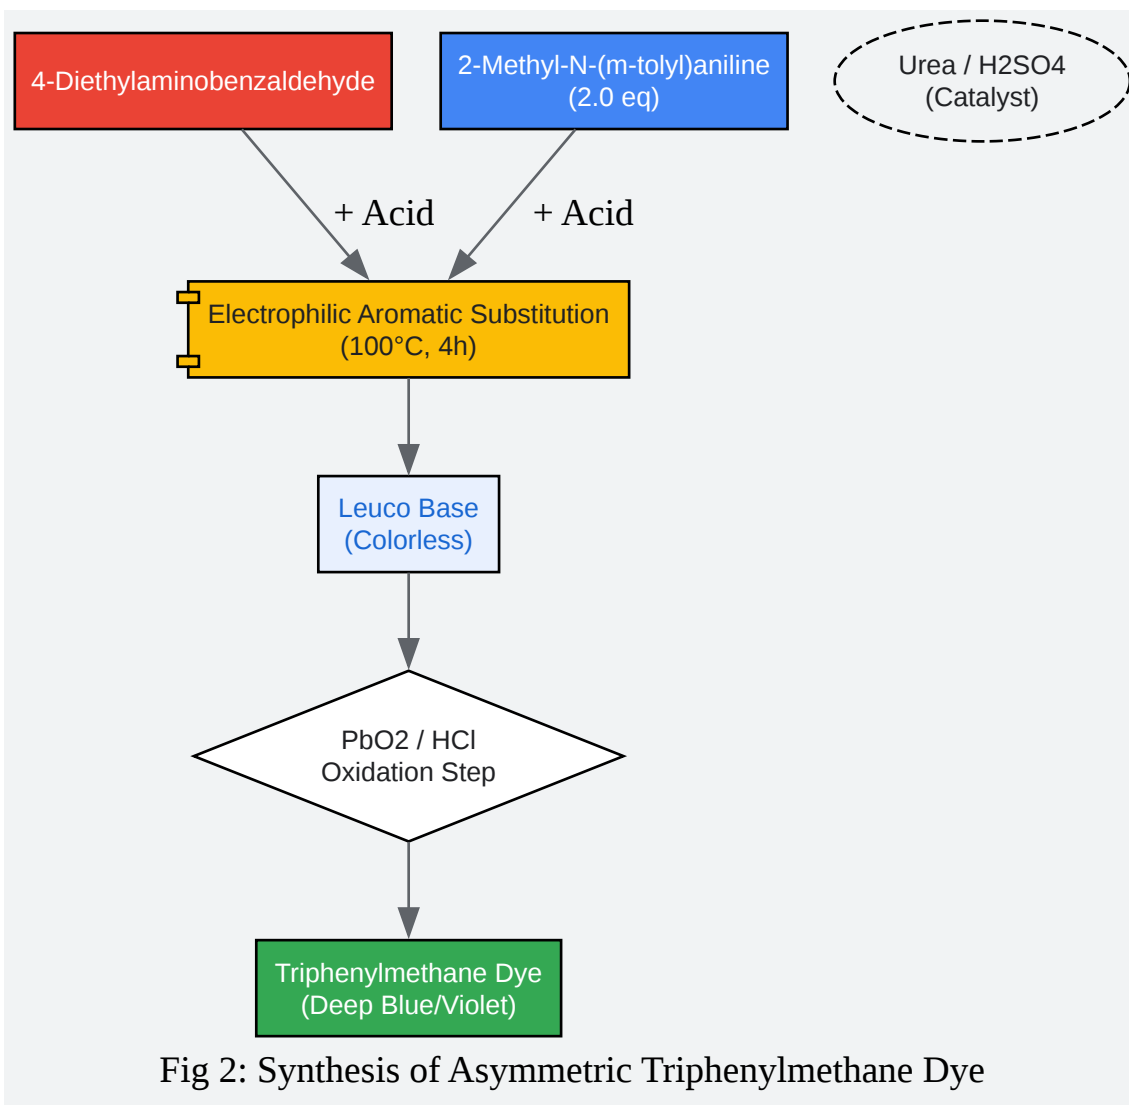 4-Diethylaminobenzaldehyde
2-Methyl-N-(m-tolyl)aniline
(2.0 eq)
Urea / H2SO4
(Catalyst)
+ Acid
+ Acid
Electrophilic Aromatic Substitution
(100°C, 4h)
Leuco Base
(Colorless)
PbO2 / HCl
Oxidation Step
Triphenylmethane Dye
(Deep Blue/Violet)
Fig 2: Synthesis of Asymmetric Triphenylmethane Dye